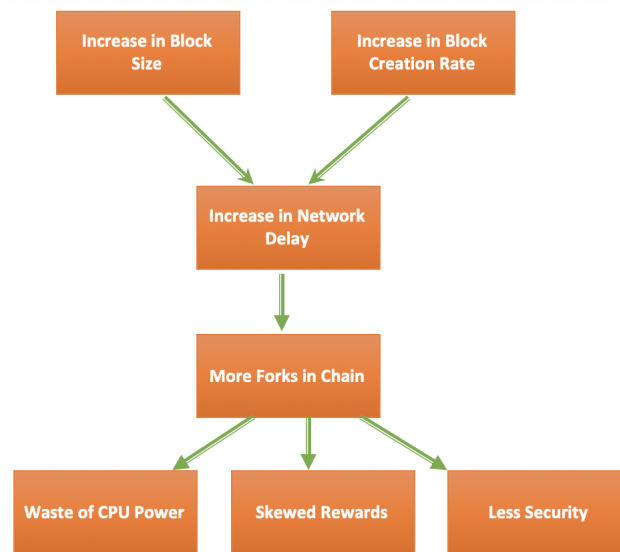 Increase in Block
Size
Increase in Block
Creation Rate
Increase in Network
Delay
More Forks in Chain
Waste of CPU Power
Skewed Rewards
Less Security